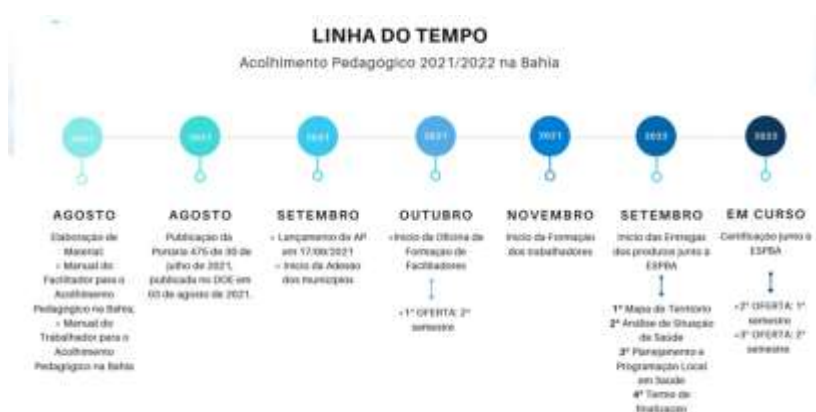 LINHA DO TEMPO
Acolhimento Pedagógico 2021/2022 na Bahia
2021
2021
2021
2021
2021
2022
2022
AGOSTO
Elaboração de
Material:
Manual do
Facilitador para o
Acolhimento
Pedagógico na Bahia;
Manual do
Trabalhador para o
Acolhimento
Pedagógico na Bahia
AGOSTO
Publicação da
Portaria 475 de 30 de
julho de 2021,
publicada no DOE em
03 de agosto de 2021.
SETEMBRO
Lançamento do AP
em 17/09/2021
Início da Adesão
dos municípios
OUTUBRO
Início da Oficina de
Formação de
Facilitadores
1ª OFERTA: 2º
semestre
NOVEMBRO
Início da Formação
dos trabalhadores
SETEMBRO
Início das Entregas
dos produtos junto à
ESPBA
1º Mapa do Território
2º Análise de Situação
de Saúde
3º Planejamento e
Programação Local
em Saúde
4º Termo de
finalização
EM CURSO
Certificação junto a
ESPBA
2ª OFERTA: 1º
semestre
3ª OFERTA: 2º
semestre